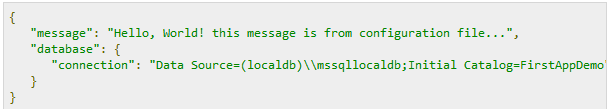 {
"message": "Hello, World! this message is from configuration file...",
"database": {
"connection": "Data Source=(localdb)\\mssqllocaldb;Initial Catalog=FirstAppDemo
}
}